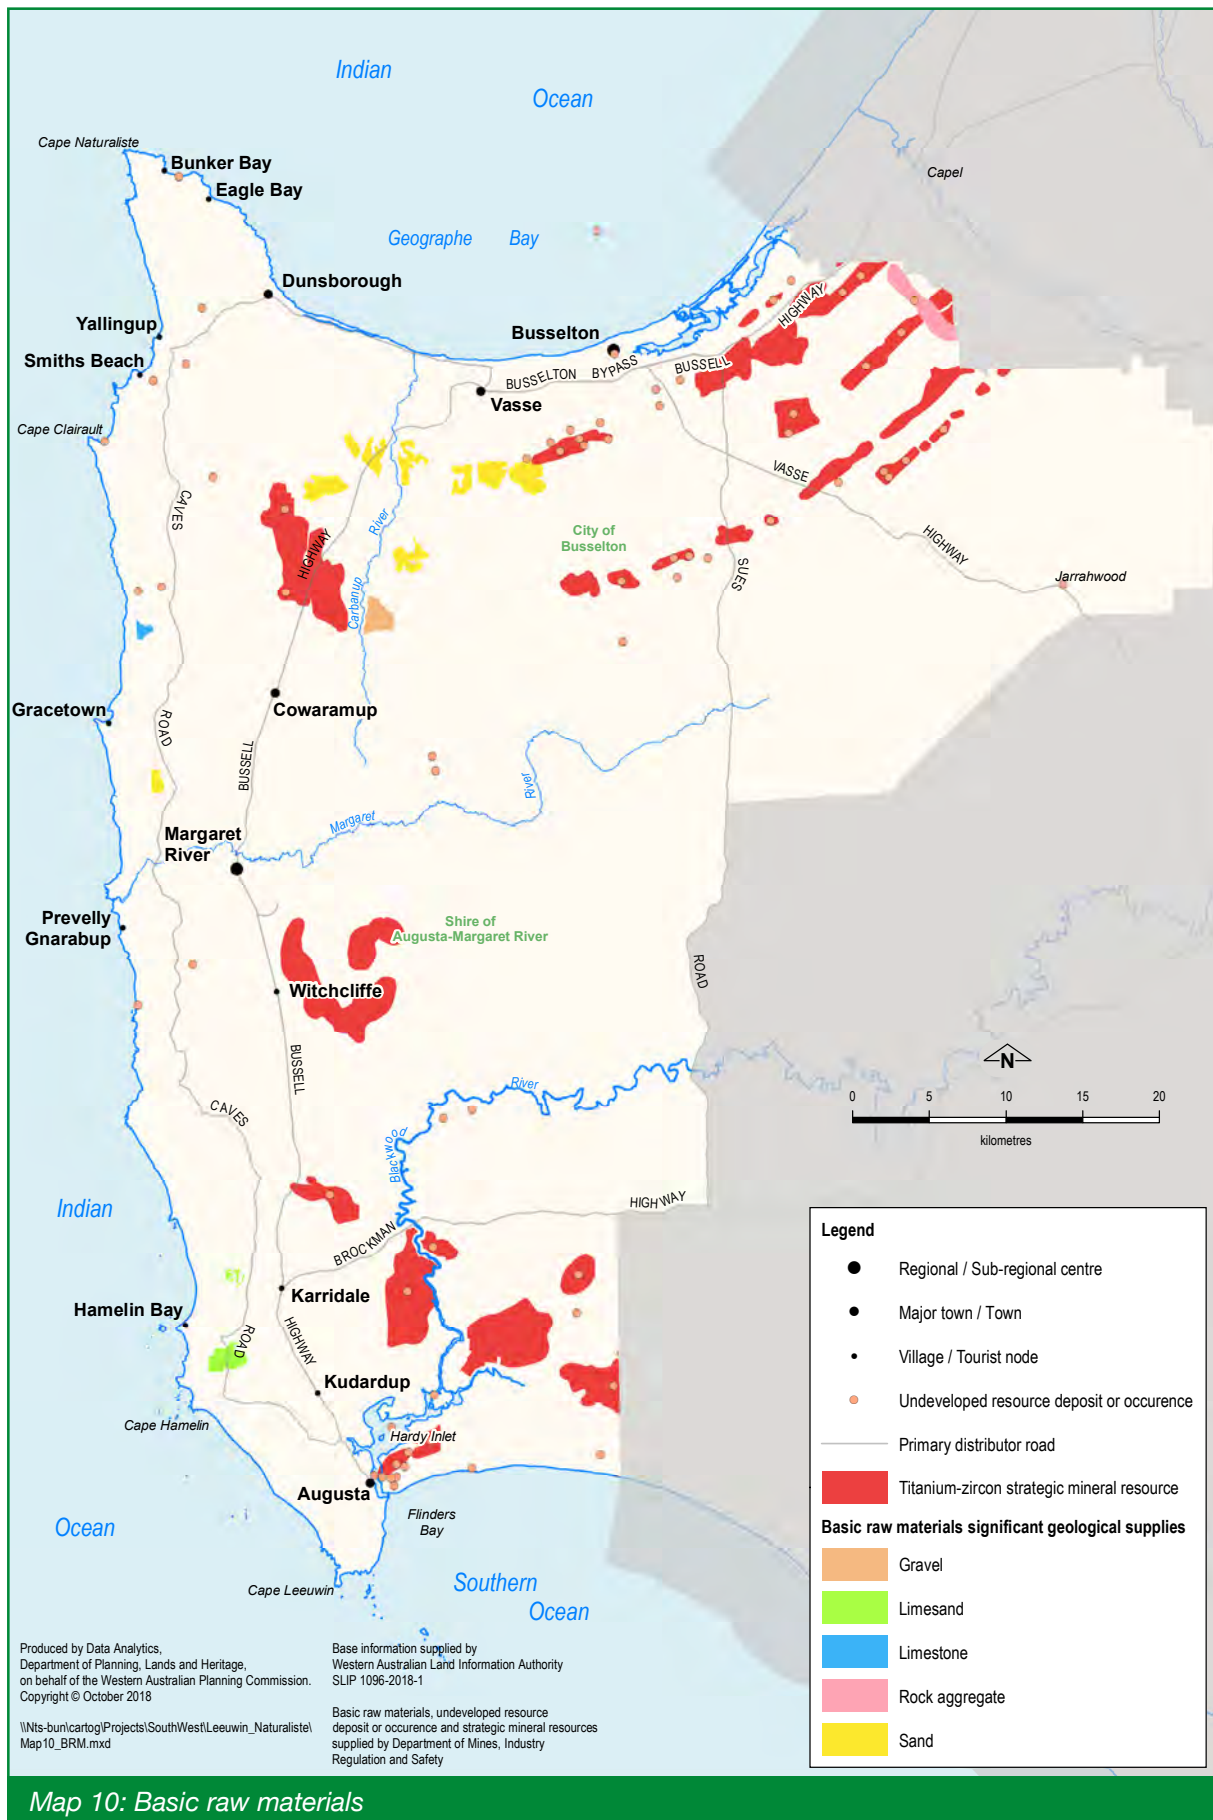 Indian
Ocean
Cape Naturaliste
Bunker Bay
Eagle Bay
Capel
Geographe Bay
Dunsborough
HIGHWAY
Yallingup
Busselton
Smiths Beach
BUSSELTON BYPASS
BUSSELL
Vasse
Cape Clairault
VASSE
CAVES
River
HIGHWAY
City of
Busselton
HIGHWAY
SUES
Jarrahwood
Carbanup
Gracetown
Cowaramup
ROAD
BUSSELL
River
Margaret
Margaret
River
Prevelly
Gnarabup
Shire of
Augusta-Margaret River
ROAD
Witchcliffe
N
BUSSELL
River
CAVES
0 5 10 15 20
kilometres
Blackwood
Indian
HIGHWAY
BROCKMAN
Karridale
Hamelin Bay
ROAD
HIGHWAY
Kudardup
Cape Hamelin
Hardy Inlet
Augusta
Flinders
Bay
Ocean
Cape Leeuwin
Southern
Ocean
Legend
Regional / Sub-regional centre
Major town / Town
Village / Tourist node
Undeveloped resource deposit or occurence
Primary distributor road
Titanium-zircon strategic mineral resource
Basic raw materials significant geological supplies
Gravel
Limesand
Limestone
Rock aggregate
Sand
Produced by Data Analytics,
Department of Planning, Lands and Heritage,
on behalf of the Western Australian Planning Commission.
Copyright © October 2018
\\Nts-bun\cartog\Projects\SouthWest\Leeuwin_Naturaliste\
Map10_BRM.mxd
Base information supplied by
Western Australian Land Information Authority
SLIP 1096-2018-1
Basic raw materials, undeveloped resource
deposit or occurence and strategic mineral resources
supplied by Department of Mines, Industry
Regulation and Safety
Map 10: Basic raw materials